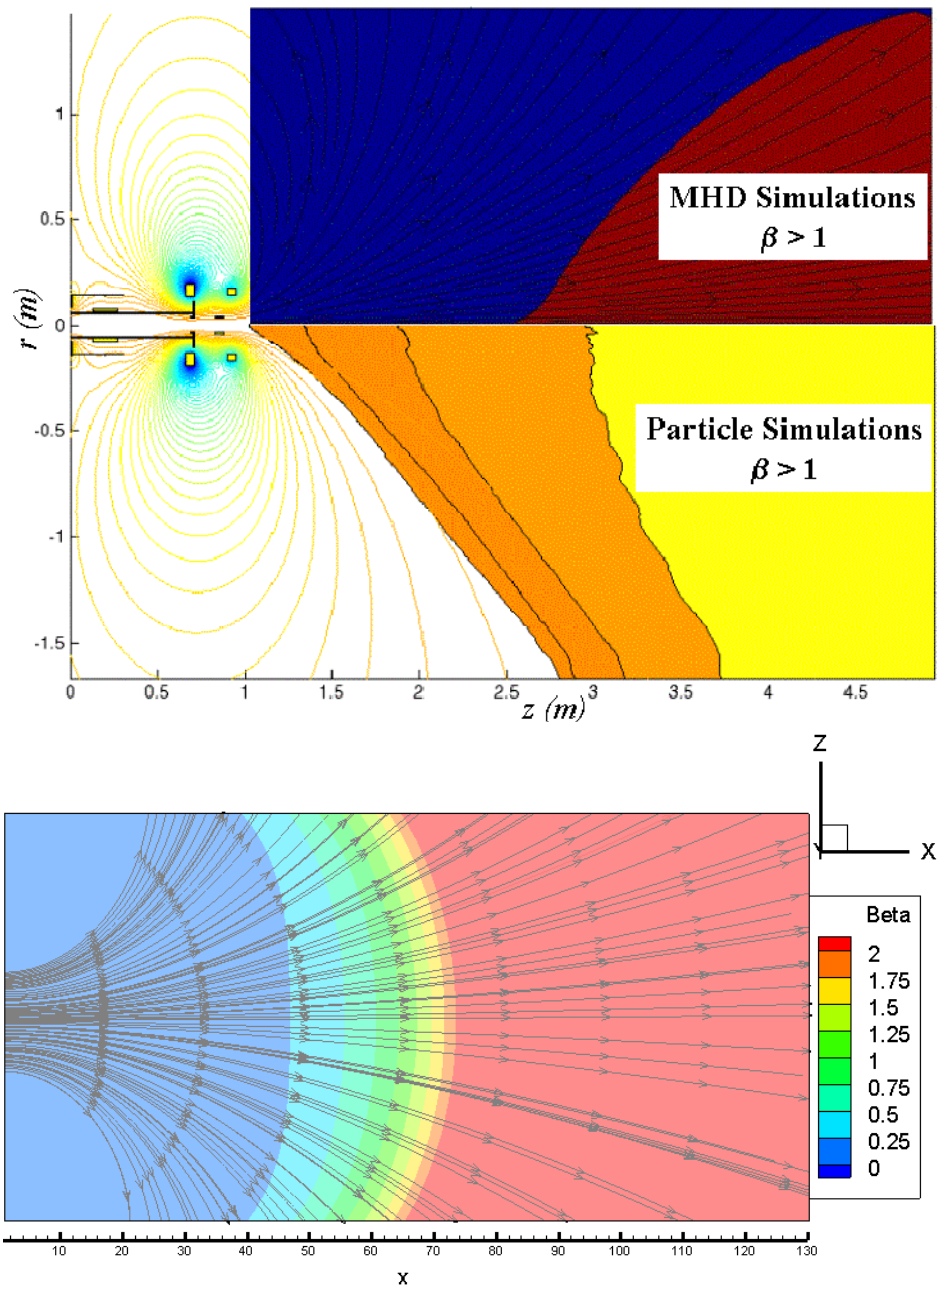 1
0.5
0
-0.5
-1
-1.5
r (m)
MHD Simulations
β > 1
Particle Simulations
β > 1
0 0.5 1 1.5 2 2.5 3 3.5 4 4.5
z (m)
Z
X
Y
Beta
2
1.75
1.5
1.25
1
0.75
0.5
0.25
0
10 20 30 40 50 60 70 80 90 100 110 120 130
x